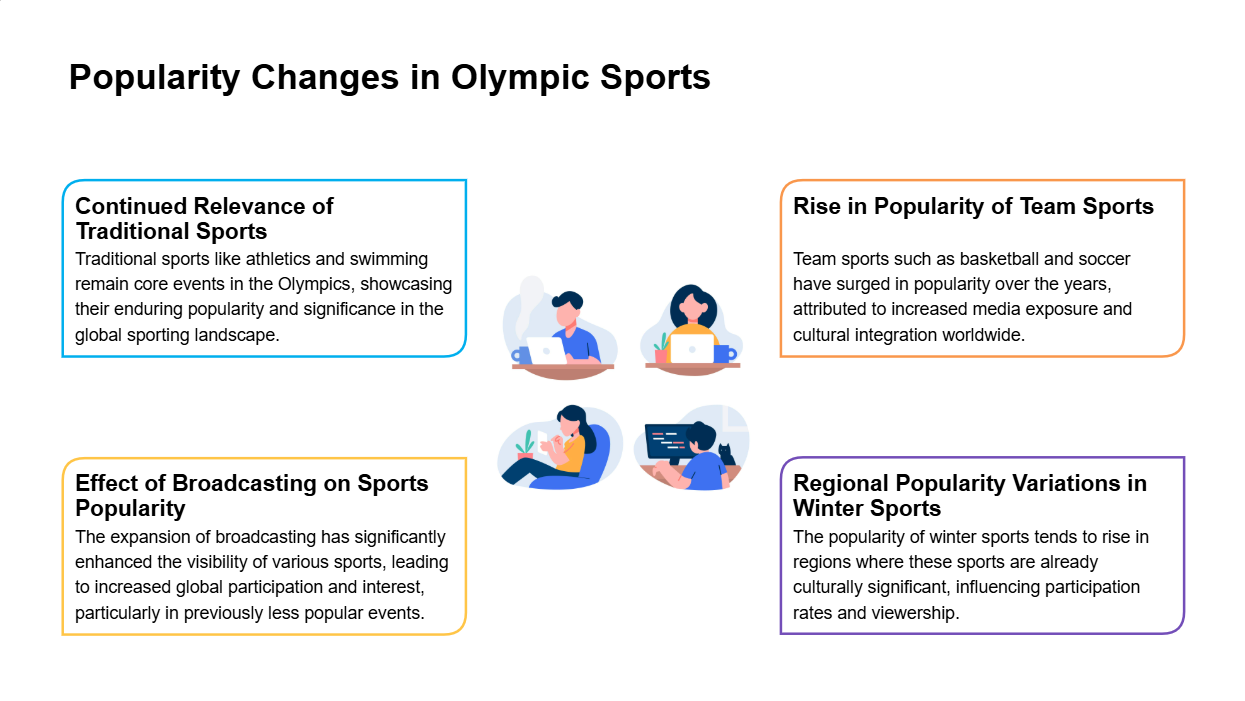 Popularity Changes in Olympic Sports
Continued Relevance of
Traditional Sports
Traditional sports like athletics and swimming
remain core events in the Olympics, showcasing
their enduring popularity and significance in the
global sporting landscape.
Rise in Popularity of Team Sports
Team sports such as basketball and soccer
have surged in popularity over the years,
attributed to increased media exposure and
cultural integration worldwide.
Effect of Broadcasting on Sports
Popularity
The expansion of broadcasting has significantly
enhanced the visibility of various sports, leading
to increased global participation and interest,
particularly in previously less popular events.
Regional Popularity Variations in
Winter Sports
The popularity of winter sports tends to rise in
regions where these sports are already
culturally significant, influencing participation
rates and viewership.